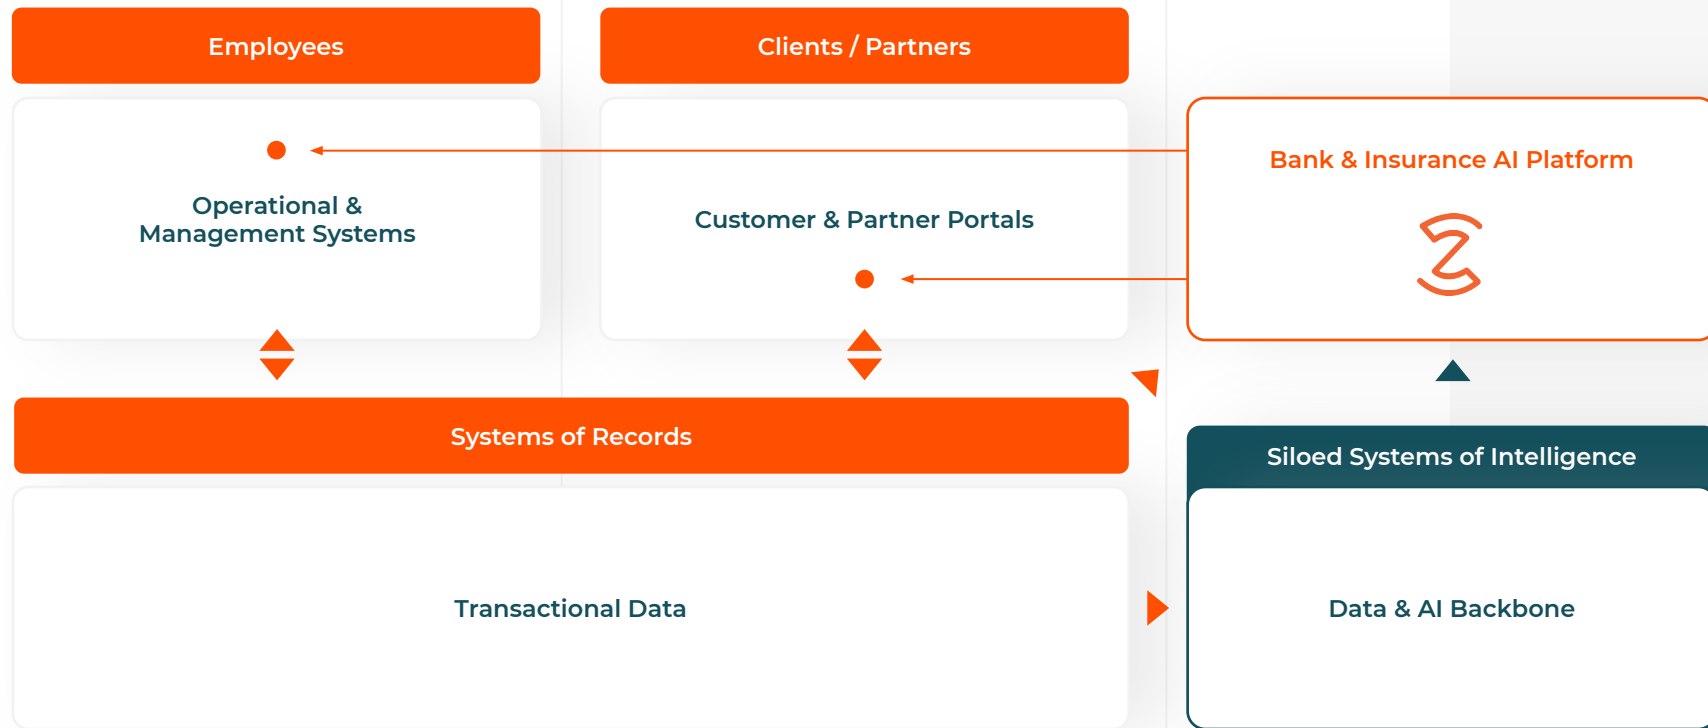 Employees
Clients / Partners
Bank & Insurance AI Platform
Operational &
Management Systems
Customer & Partner Portals
Systems of Records
Siloed Systems of Intelligence
Transactional Data
Data & AI Backbone